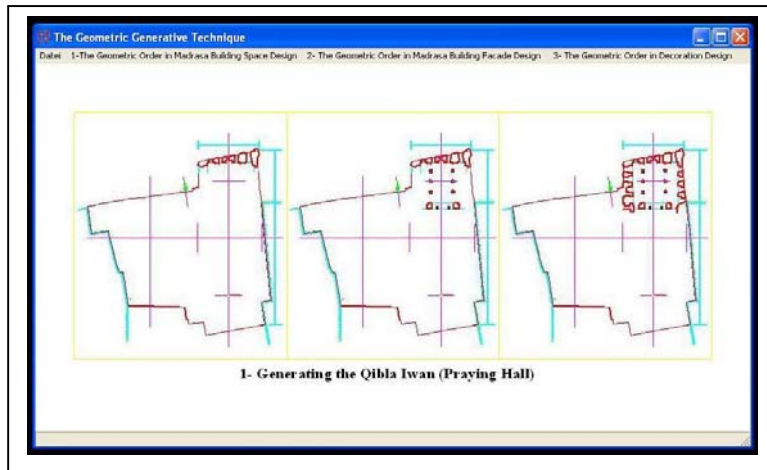 The Geometric Generative Technique
Datei 1-The Geometric Order in Madrasa Building Space Design 2- The Geometric Order in Madrasa Building Facade Design 3- The Geometric Order in Decoration Design
1- Generating the Qibla Iwan (Praying Hall)